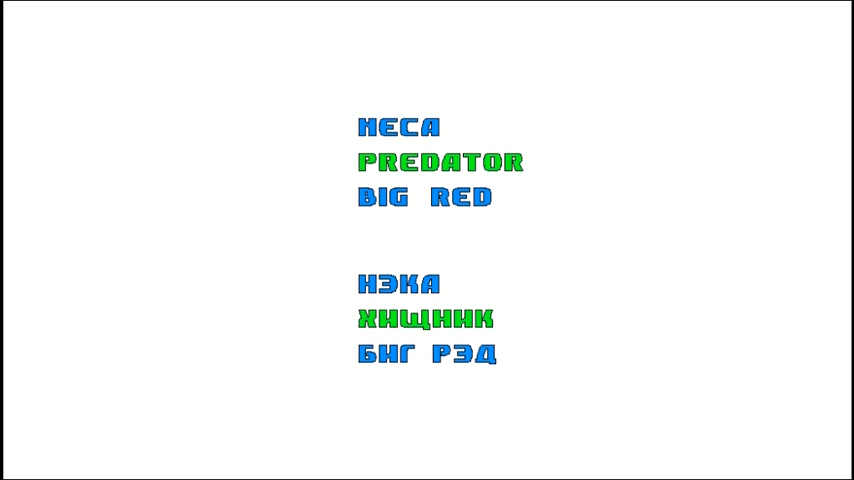 NECA
PREDATOR
BIG RED
НЭКА
ХИЩНИК
БИГ РЭД